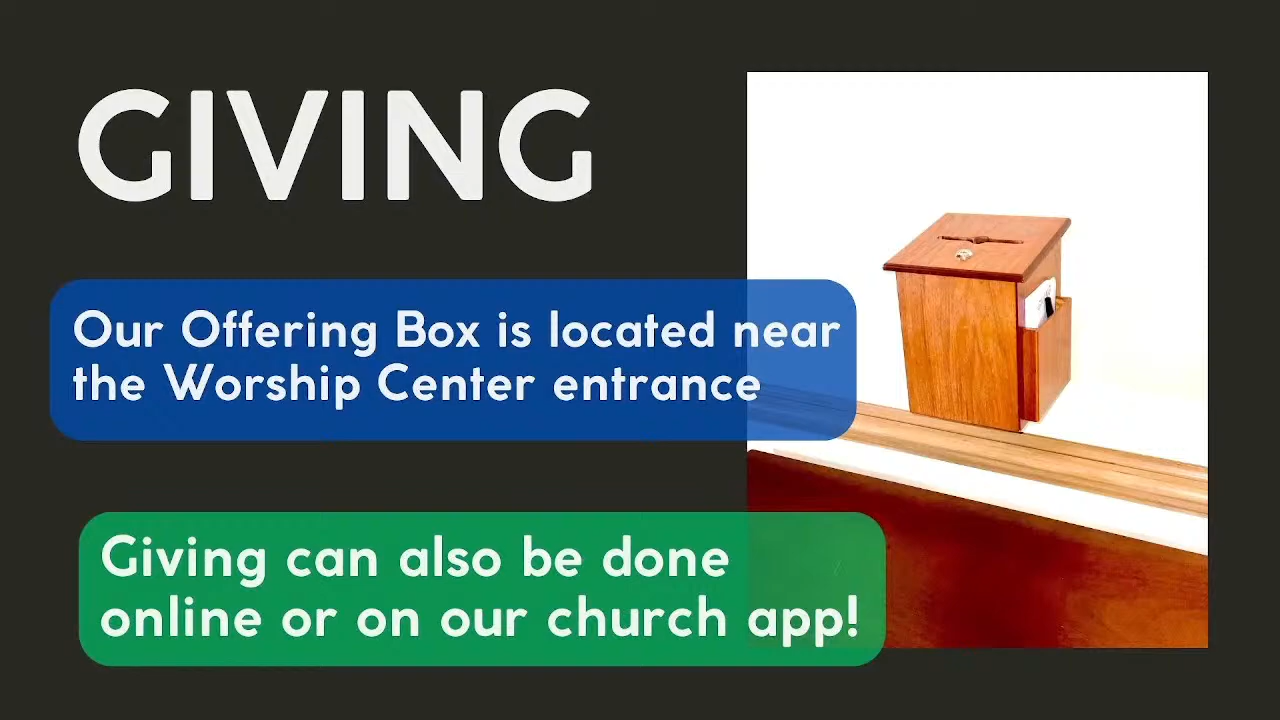 GIVING
Our Offering Box is located near
the Worship Center entrance
Giving can also be done
online or on our church app!